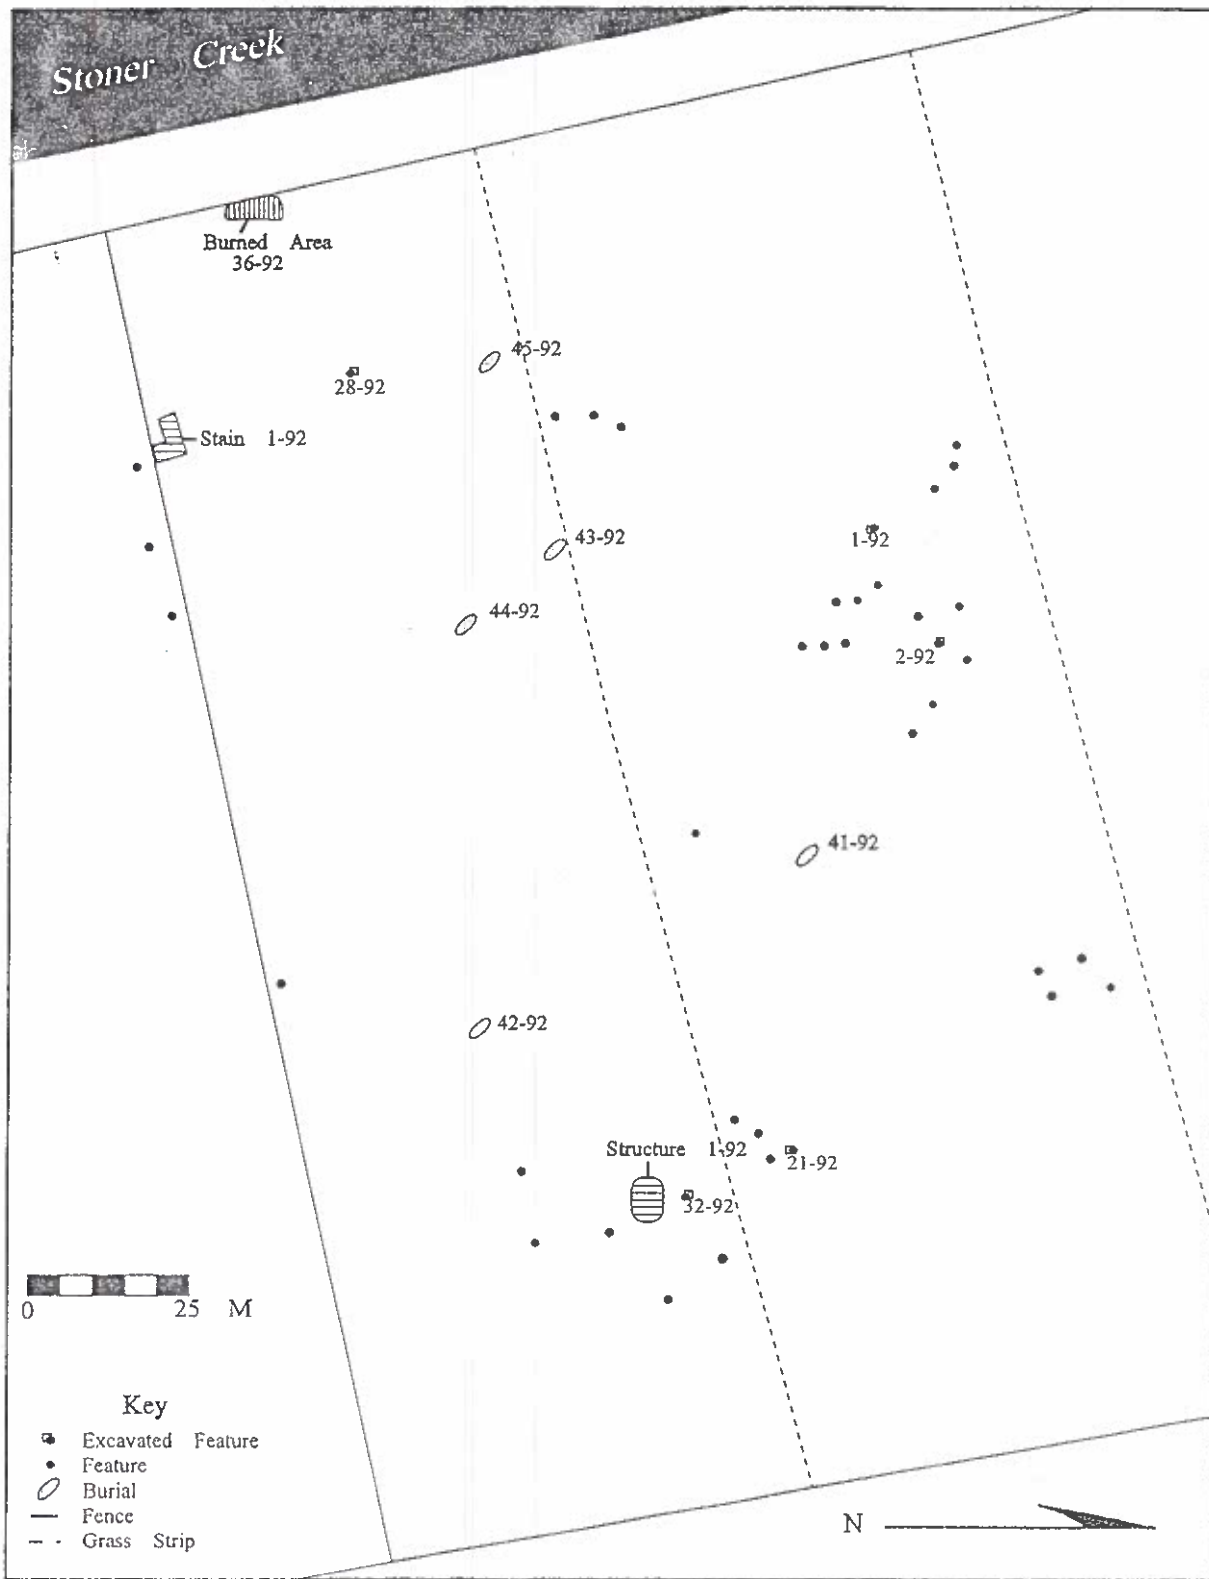 Stoner Creek
Burned Area
36-92
45-92
28-92
Stain 1-92
43-92
1-92
44-92
2-92
41-92
42-92
Structure 1-92
21-92
32-92
0 25 M
Key
Excavated Feature
Feature
Burial
Fence
Grass Strip
N